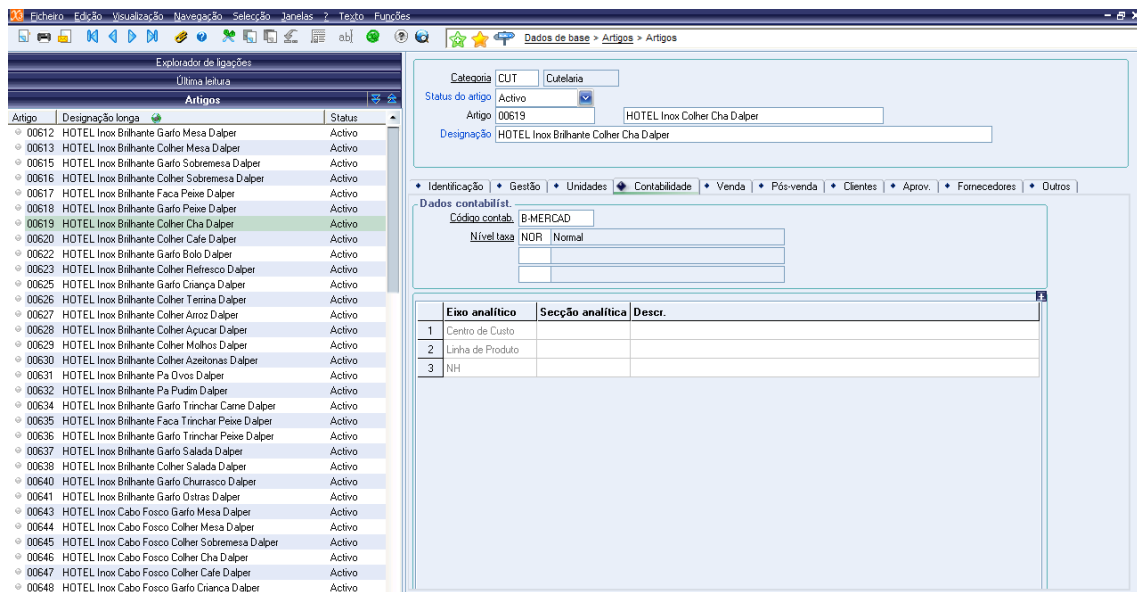 Ficheiro Edição Visualização Navegação Selecção Janelas ? Texto Funções
Dados de base > Artigos > Artigos
Explorador de ligações
Última leitura
Artigos
Artigo Designação longa Status
00612 HOTEL Inox Brilhante Garfo Mesa Dalper Activo
00613 HOTEL Inox Brilhante Colher Mesa Dalper Activo
00615 HOTEL Inox Brilhante Garfo Sobremesa Dalper Activo
00616 HOTEL Inox Brilhante Colher Sobremesa Dalper Activo
00617 HOTEL Inox Brilhante Faca Peixe Dalper Activo
00618 HOTEL Inox Brilhante Garfo Peixe Dalper Activo
00619 HOTEL Inox Brilhante Colher Cha Dalper Activo
00620 HOTEL Inox Brilhante Colher Cafe Dalper Activo
00622 HOTEL Inox Brilhante Garfo Bolo Dalper Activo
00623 HOTEL Inox Brilhante Colher Refresco Dalper Activo
00625 HOTEL Inox Brilhante Garfo Criança Dalper Activo
00626 HOTEL Inox Brilhante Colher Terrina Dalper Activo
00627 HOTEL Inox Brilhante Colher Arroz Dalper Activo
00628 HOTEL Inox Brilhante Colher Açucar Dalper Activo
00629 HOTEL Inox Brilhante Colher Molhos Dalper Activo
00630 HOTEL Inox Brilhante Colher Azeitonas Dalper Activo
00631 HOTEL Inox Brilhante Pa Ovos Dalper Activo
00632 HOTEL Inox Brilhante Pa Pudim Dalper Activo
00634 HOTEL Inox Brilhante Garfo Trinchar Carne Dalper Activo
00635 HOTEL Inox Brilhante Faca Trinchar Peixe Dalper Activo
00636 HOTEL Inox Brilhante Garfo Trinchar Peixe Dalper Activo
00637 HOTEL Inox Brilhante Garfo Salada Dalper Activo
00638 HOTEL Inox Brilhante Colher Salada Dalper Activo
00640 HOTEL Inox Brilhante Garfo Churrasco Dalper Activo
00641 HOTEL Inox Brilhante Garfo Ostras Dalper Activo
00643 HOTEL Inox Cabo Fosco Garfo Mesa Dalper Activo
00644 HOTEL Inox Cabo Fosco Colher Mesa Dalper Activo
00645 HOTEL Inox Cabo Fosco Colher Sobremesa Dalper Activo
00646 HOTEL Inox Cabo Fosco Colher Cha Dalper Activo
00647 HOTEL Inox Cabo Fosco Colher Cafe Dalper Activo
00648 HOTEL Inox Cabo Fosco Garfo Criança Dalper Activo
Categoria CUT Cutelaria
Status do artigo Activo
Artigo 00619 HOTEL Inox Colher Cha Dalper
Designação HOTEL Inox Brilhante Colher Cha Dalper
Identificação Gestão Unidades Contabilidade Venda Pós-venda Clientes Aprov. Fornecedores Outros
Dados contabilíst.
Código contab. B-MERCAD
Nível taxa NOR Normal
Eixo analítico Secção analítica Descr.
1 Centro de Custo
2 Linha de Produto
3 NH